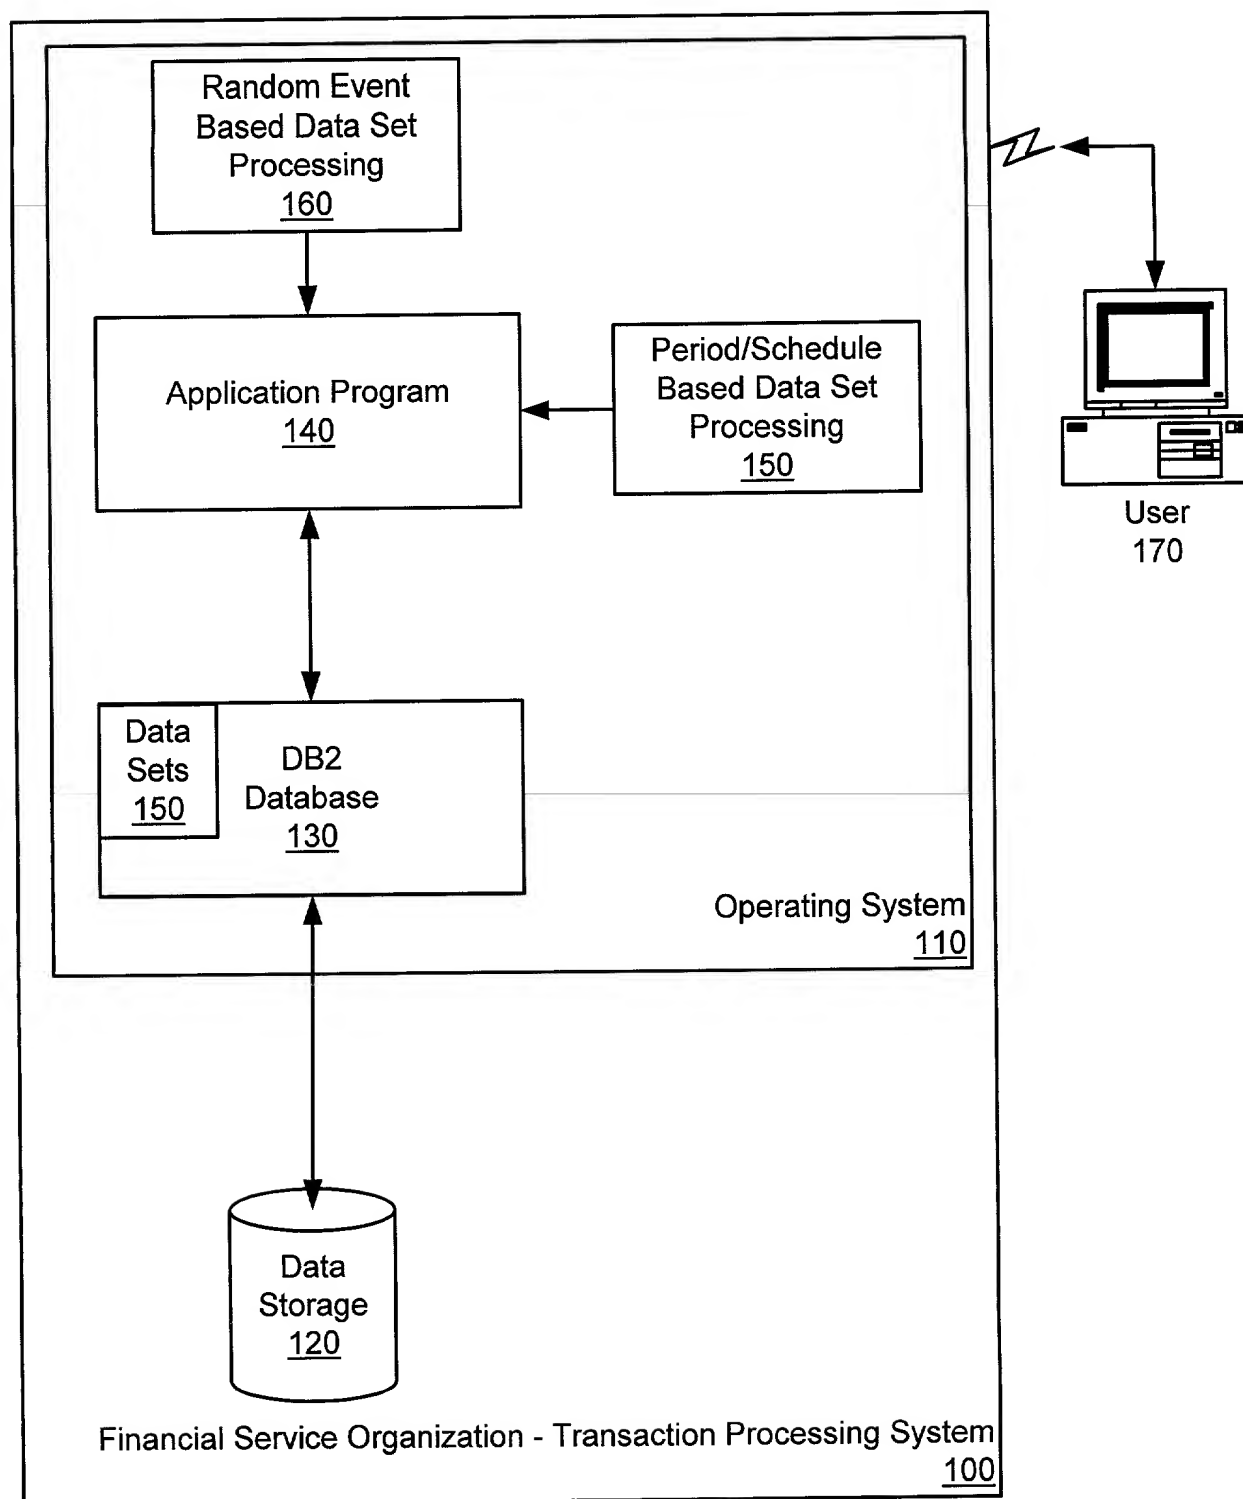 Random Event
Based Data Set
Processing
160
Application Program
140
Period/Schedule
Based Data Set
Processing
150
User
170
Data
Sets
150
DB2
Database
130
Operating System
110
Data
Storage
120
Financial Service Organization - Transaction Processing System
100